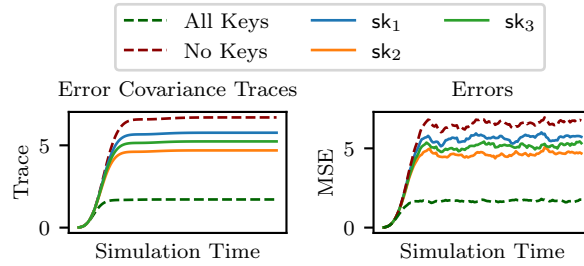 All Keys
No Keys
sk₁
sk₂
sk₃
Error Covariance Traces
Errors
Trace
5
0
Simulation Time
MSE
5
0
Simulation Time